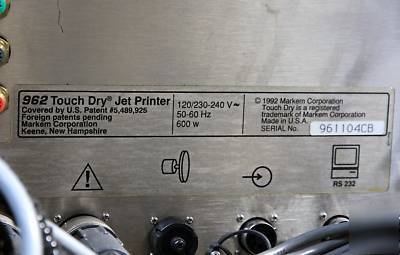 962 Touch Dry® Jet Printer
Covered by U.S. Patent #5,489,925
Foreign patents pending
Markem Corporation
Keene, New Hampshire
120/230-240 V~
50-60 Hz
600 w
© 1992 Markem Corporation
Touch Dry is a registered
trademark of Markem Corporation
Made in U.S.A.
SERIAL No. 961104CB
RS 232